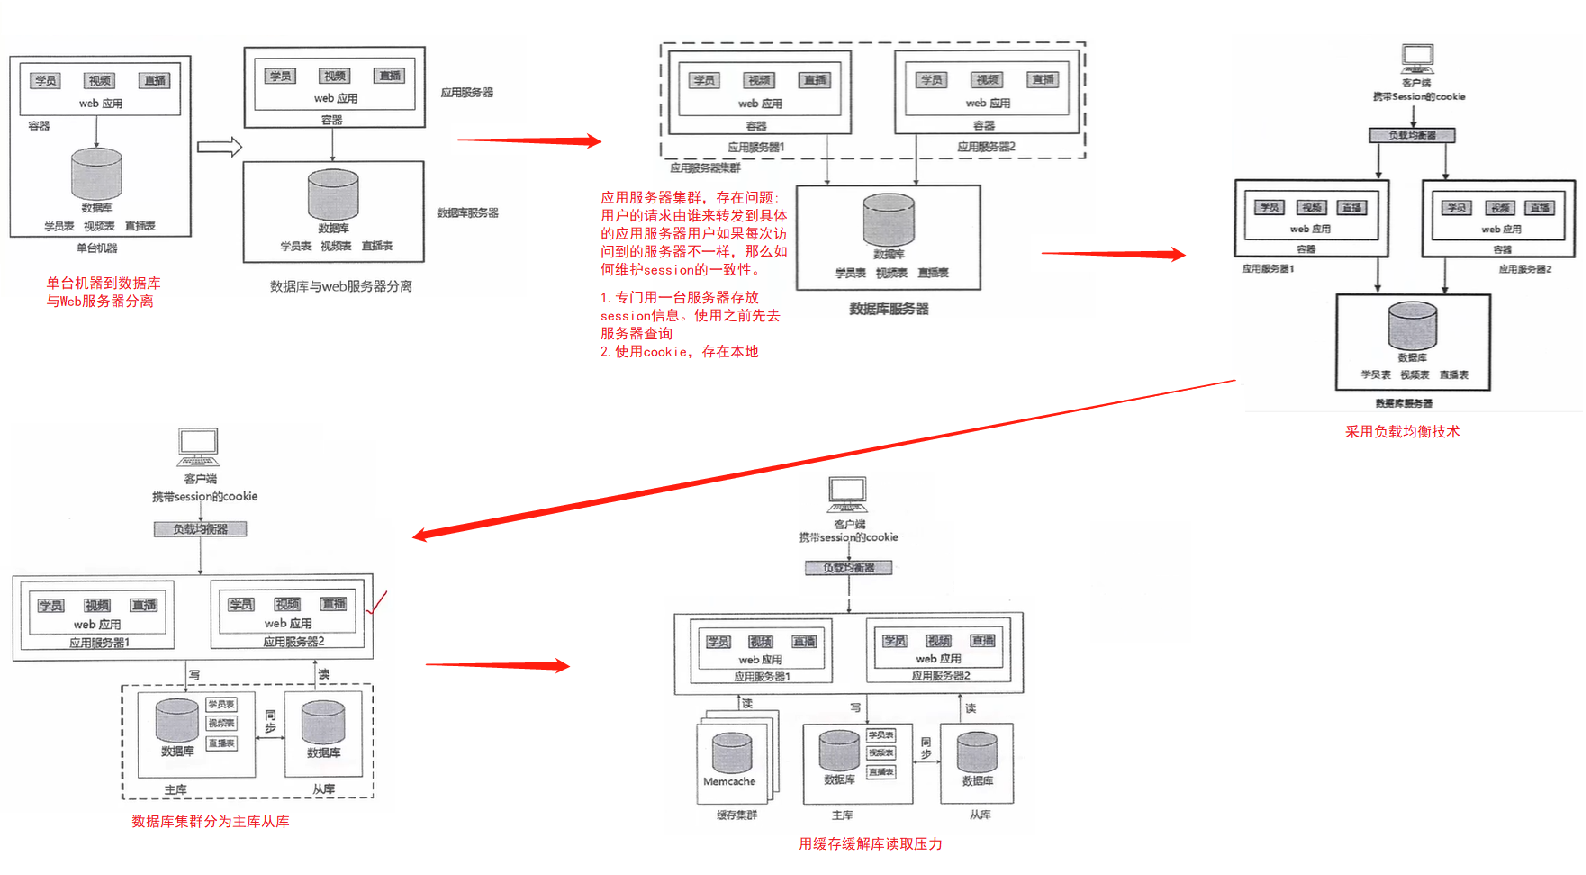 学员 视频 直播
web 应用
容器
数据库
学员表 视频表 直播表
单台机器
单台机器到数据库
与Web服务器分离
学员 视频 直播
web 应用
容器
应用服务器
数据库
学员表 视频表 直播表
数据库服务器
数据库与web服务器分离
学员 视频 直播
web 应用
容器
应用服务器1
学员 视频 直播
web 应用
容器
应用服务器2
应用服务器集群
应用服务器集群，存在问题：
用户的请求由谁来转发到具体
的应用服务器用户如果每次访
问到的服务器不一样，那么如
何维护session的一致性。
1. 专门用一台服务器存放
session信息。使用之前先去
服务器查询
2. 使用cockie，存在本地
数据库
学员表 视频表 直播表
数据库服务器
客户端
携带Session的cookie
负载均衡器
学员 视频 直播
web 应用
容器
应用服务器1
学员 视频 直播
web 应用
容器
应用服务器2
数据库
学员表 视频表 直播表
数据库服务器
采用负载均衡技术
客户端
携带session的cookie
负载均衡器
学员 视频 直播
web 应用
应用服务器1
学员 视频 直播
web 应用
应用服务器2
写
读
数据库
学员表
视频表
直播表
同步
数据库
主库
从库
数据库集群分为主库从库
客户端
携带session的cookie
负载均衡器
学员 视频 直播
web 应用
应用服务器1
学员 视频 直播
web 应用
应用服务器2
读
写
读
Memcache
缓存集群
数据库
学员表
视频表
直播表
同步
数据库
主库
从库
用缓存缓解库读取压力